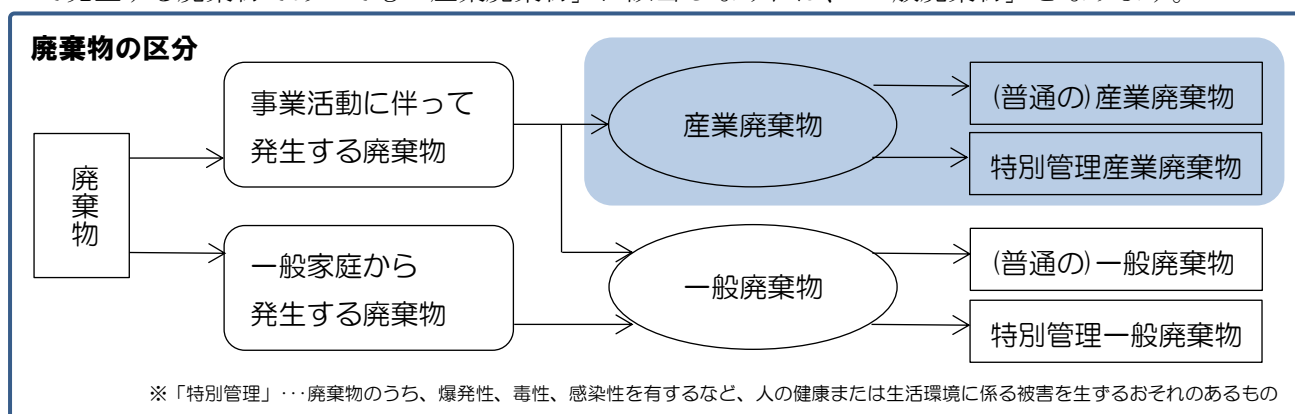 廃棄物の区分
廃棄物
事業活動に伴って
発生する廃棄物
一般家庭から
発生する廃棄物
産業廃棄物
一般廃棄物
(普通の)産業廃棄物
特別管理産業廃棄物
(普通の)一般廃棄物
特別管理一般廃棄物
※「特別管理」･･･廃棄物のうち、爆発性、毒性、感染性を有するなど、人の健康または生活環境に係る被害を生ずるおそれのあるもの